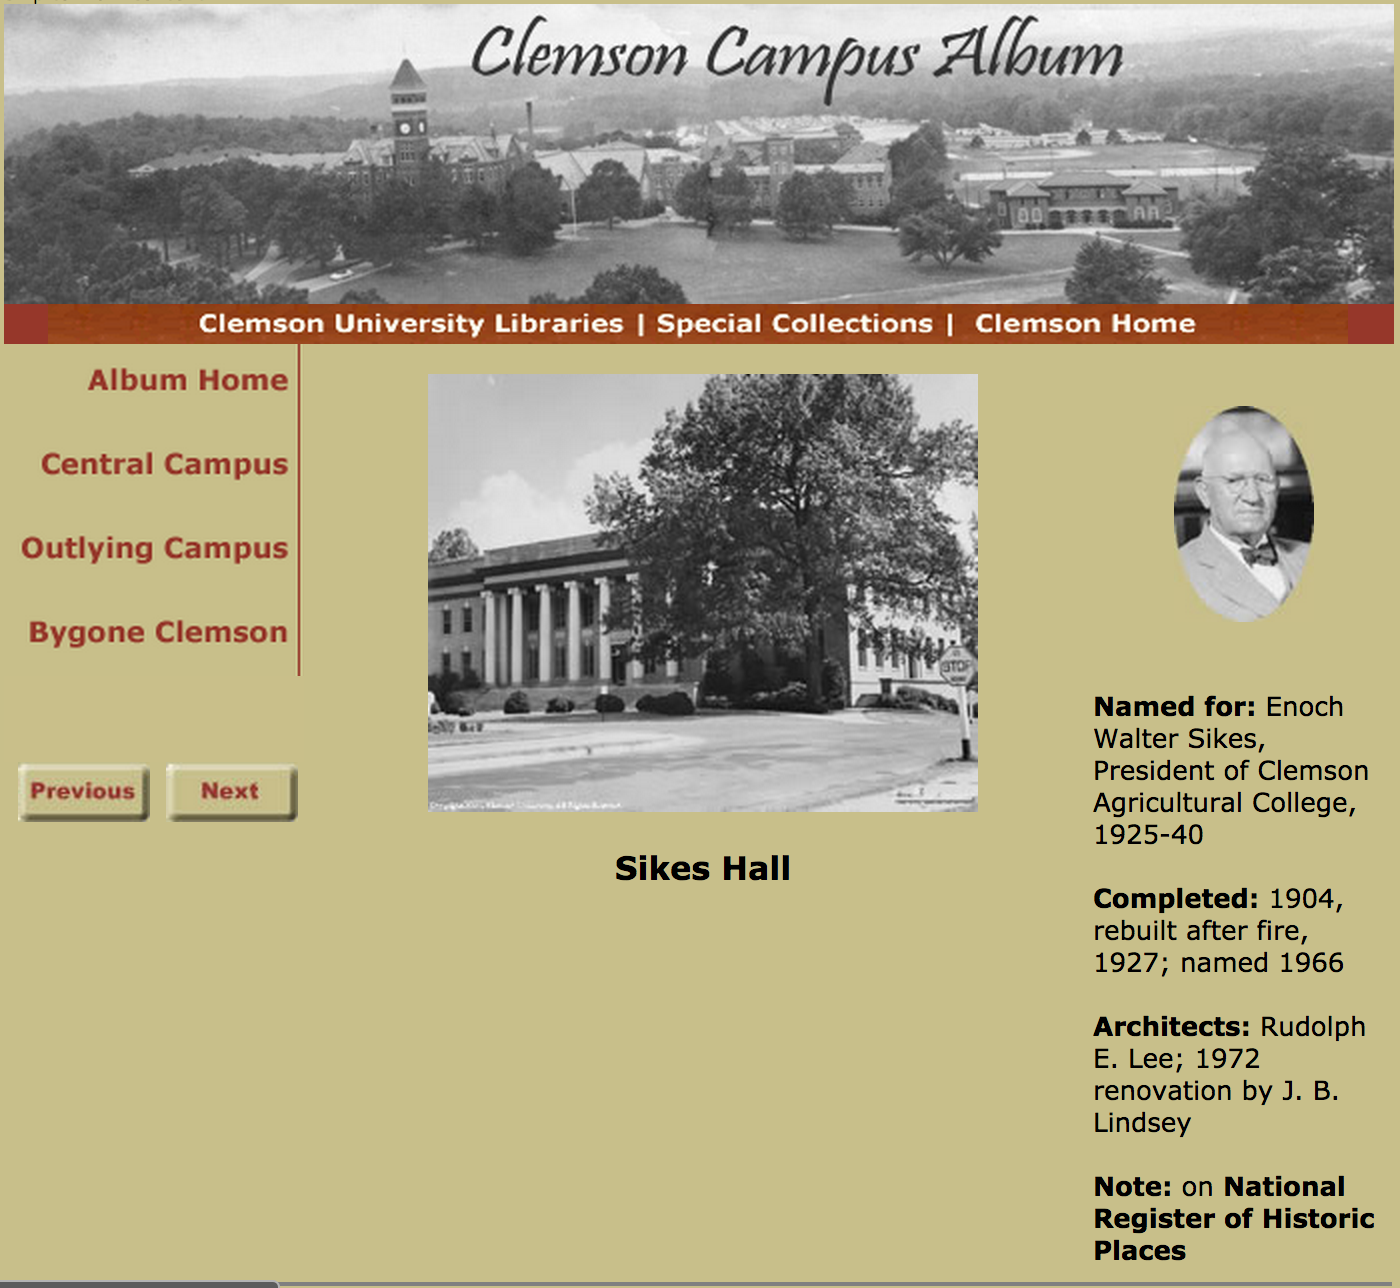 Clemson Campus Album
Clemson University Libraries | Special Collections | Clemson Home
Album Home
Central Campus
Outlying Campus
Bygone Clemson
Previous
Next
STOP
Sikes Hall
Named for: Enoch
Walter Sikes,
President of Clemson
Agricultural College,
1925-40
Completed: 1904,
rebuilt after fire,
1927; named 1966
Architects: Rudolph
E. Lee; 1972
renovation by J. B.
Lindsey
Note: on National
Register of Historic
Places